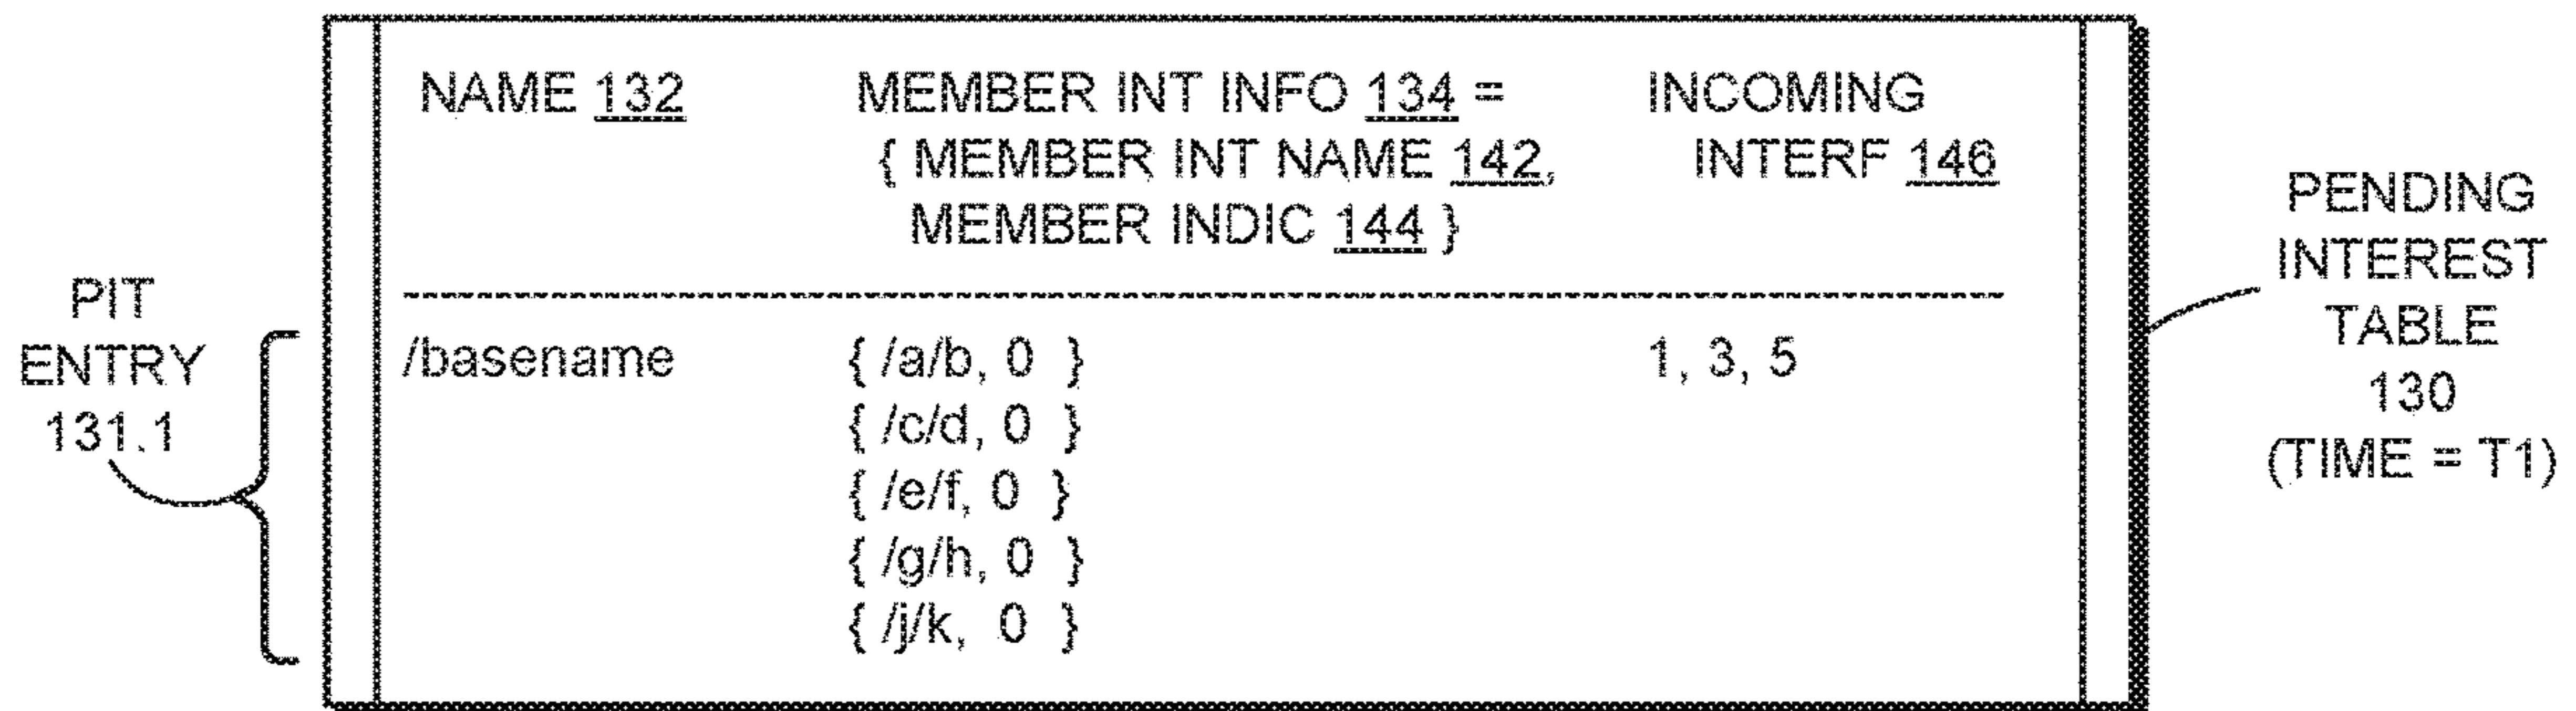 NAME 132 MEMBER INT INFO 134 = INCOMING
{ MEMBER INT NAME 142, INTERF 146
MEMBER INDIC 144 }
PIT
ENTRY
131.1
/basename { /a/b, 0 } 1, 3, 5
{ /c/d, 0 }
{ /e/f, 0 }
{ /g/h, 0 }
{ /j/k, 0 }
PENDING
INTEREST
TABLE
130
(TIME = T1)